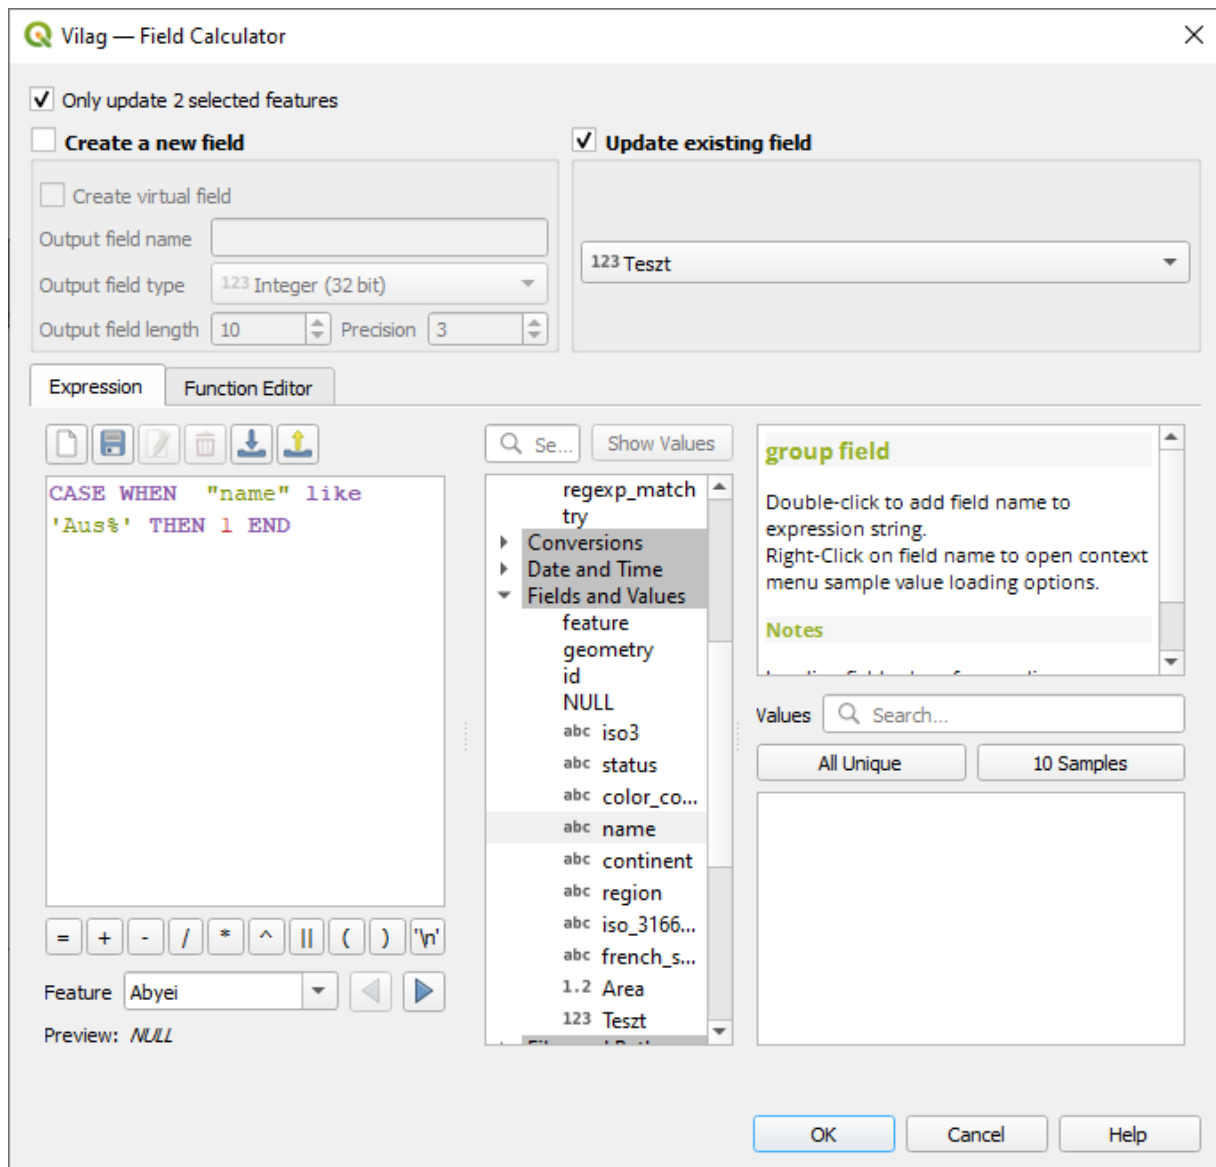 Vilag — Field Calculator
Only update 2 selected features
Create a new field
Update existing field
Create virtual field
Output field name
Output field type 123 Integer (32 bit)
Output field length 10 Precision 3
123 Teszt
Expression Function Editor
Se... Show Values
CASE WHEN "name" like
'Aus%' THEN 1 END
= + - / * ^ || ( ) '\n'
Feature Abyei
Preview: NULL
regexp_match
try
Conversions
Date and Time
Fields and Values
feature
geometry
id
NULL
abc iso3
abc status
abc color_co...
abc name
abc continent
abc region
abc iso_3166...
abc french_s...
1.2 Area
123 Teszt
group field
Double-click to add field name to
expression string.
Right-Click on field name to open context
menu sample value loading options.
Notes
Values Search...
All Unique 10 Samples
OK Cancel Help